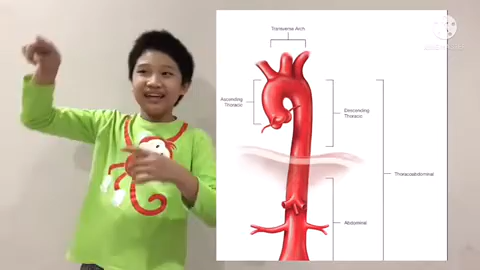 Transverse Arch
Ascending
Thoracic
Descending
Thoracic
Thoracoabdominal
Abdominal